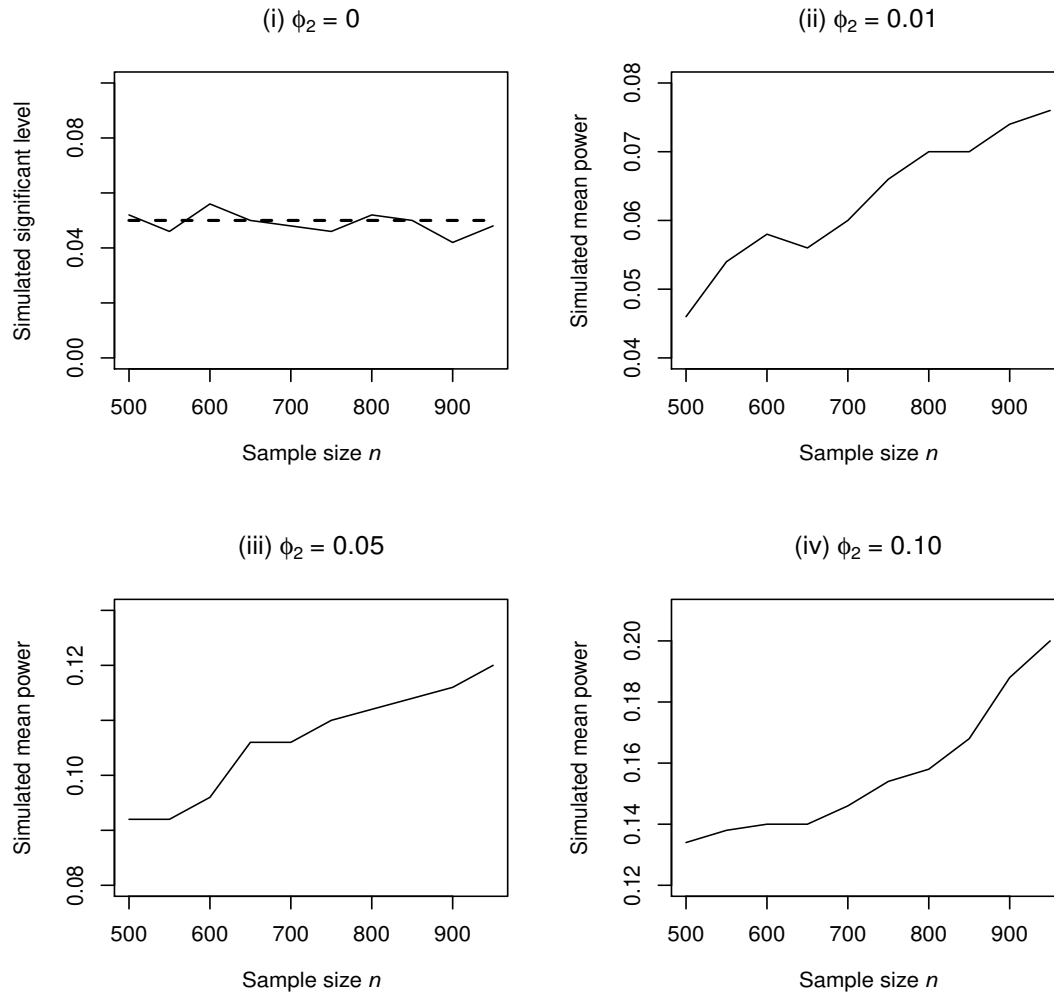 (i) ϕ₂ = 0
Simulated significant level
0.00 0.04 0.08
500 600 700 800 900
Sample size n
(ii) ϕ₂ = 0.01
Simulated mean power
0.04 0.05 0.06 0.07 0.08
500 600 700 800 900
Sample size n
(iii) ϕ₂ = 0.05
Simulated mean power
0.08 0.10 0.12
500 600 700 800 900
Sample size n
(iv) ϕ₂ = 0.10
Simulated mean power
0.12 0.14 0.16 0.18 0.20
500 600 700 800 900
Sample size n